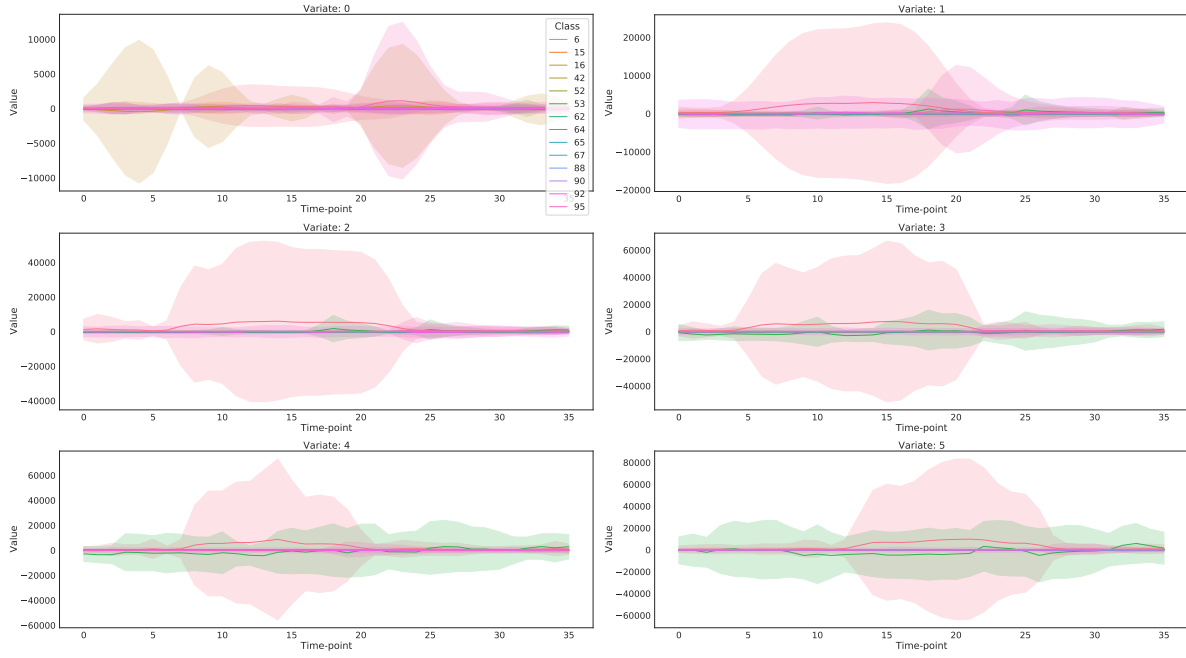 Variate: 0
Value
10000
5000
0
−5000
−10000
0 5 10 15 20 25 30 35
Time-point
Class
6
15
16
42
52
53
62
64
65
67
88
90
92
95
Variate: 1
Value
20000
10000
0
−10000
−20000
0 5 10 15 20 25 30 35
Time-point
Variate: 2
Value
40000
20000
0
−20000
−40000
0 5 10 15 20 25 30 35
Time-point
Variate: 3
Value
60000
40000
20000
0
−20000
−40000
0 5 10 15 20 25 30 35
Time-point
Variate: 4
Value
60000
40000
20000
0
−20000
−40000
−60000
0 5 10 15 20 25 30 35
Time-point
Variate: 5
Value
80000
60000
40000
20000
0
−20000
−40000
−60000
0 5 10 15 20 25 30 35
Time-point